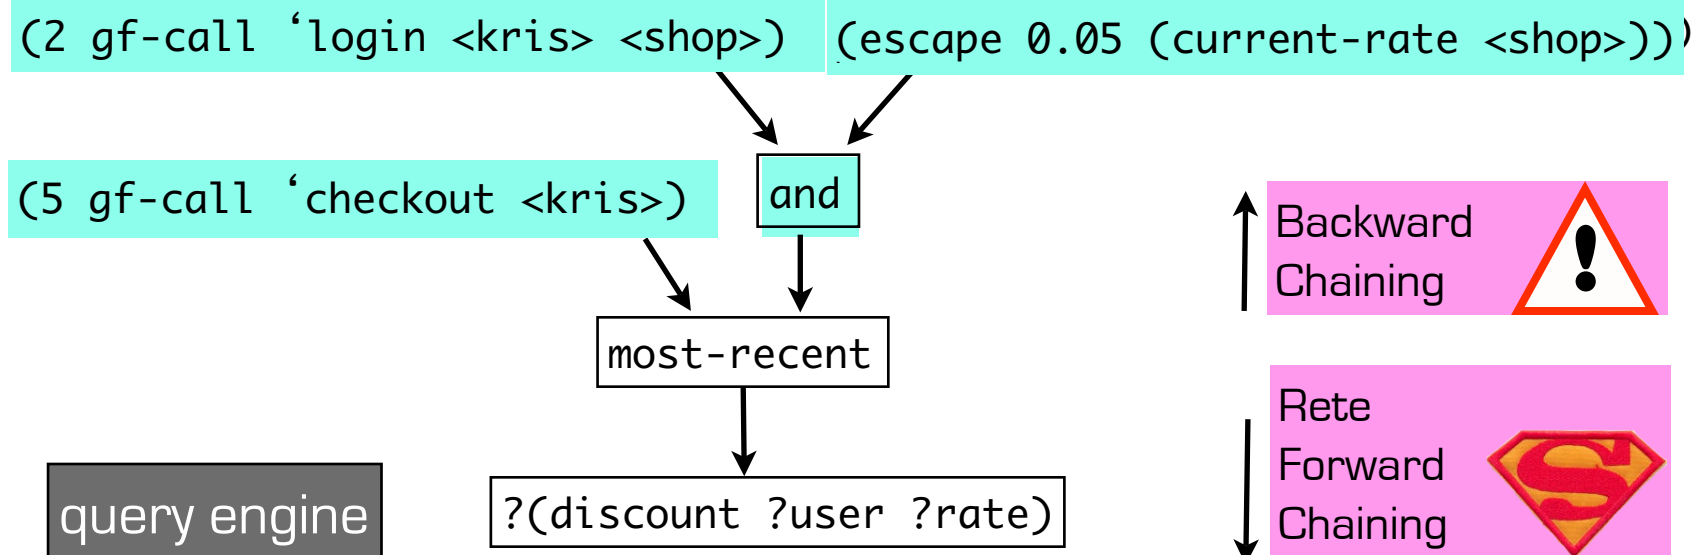 (2 gf-call ‘login <kris> <shop>)
(escape 0.05 (current-rate <shop>)))
(5 gf-call ‘checkout <kris>)
and
Backward
Chaining
!
most-recent
Rete
Forward
Chaining
S
query engine
?(discount ?user ?rate)